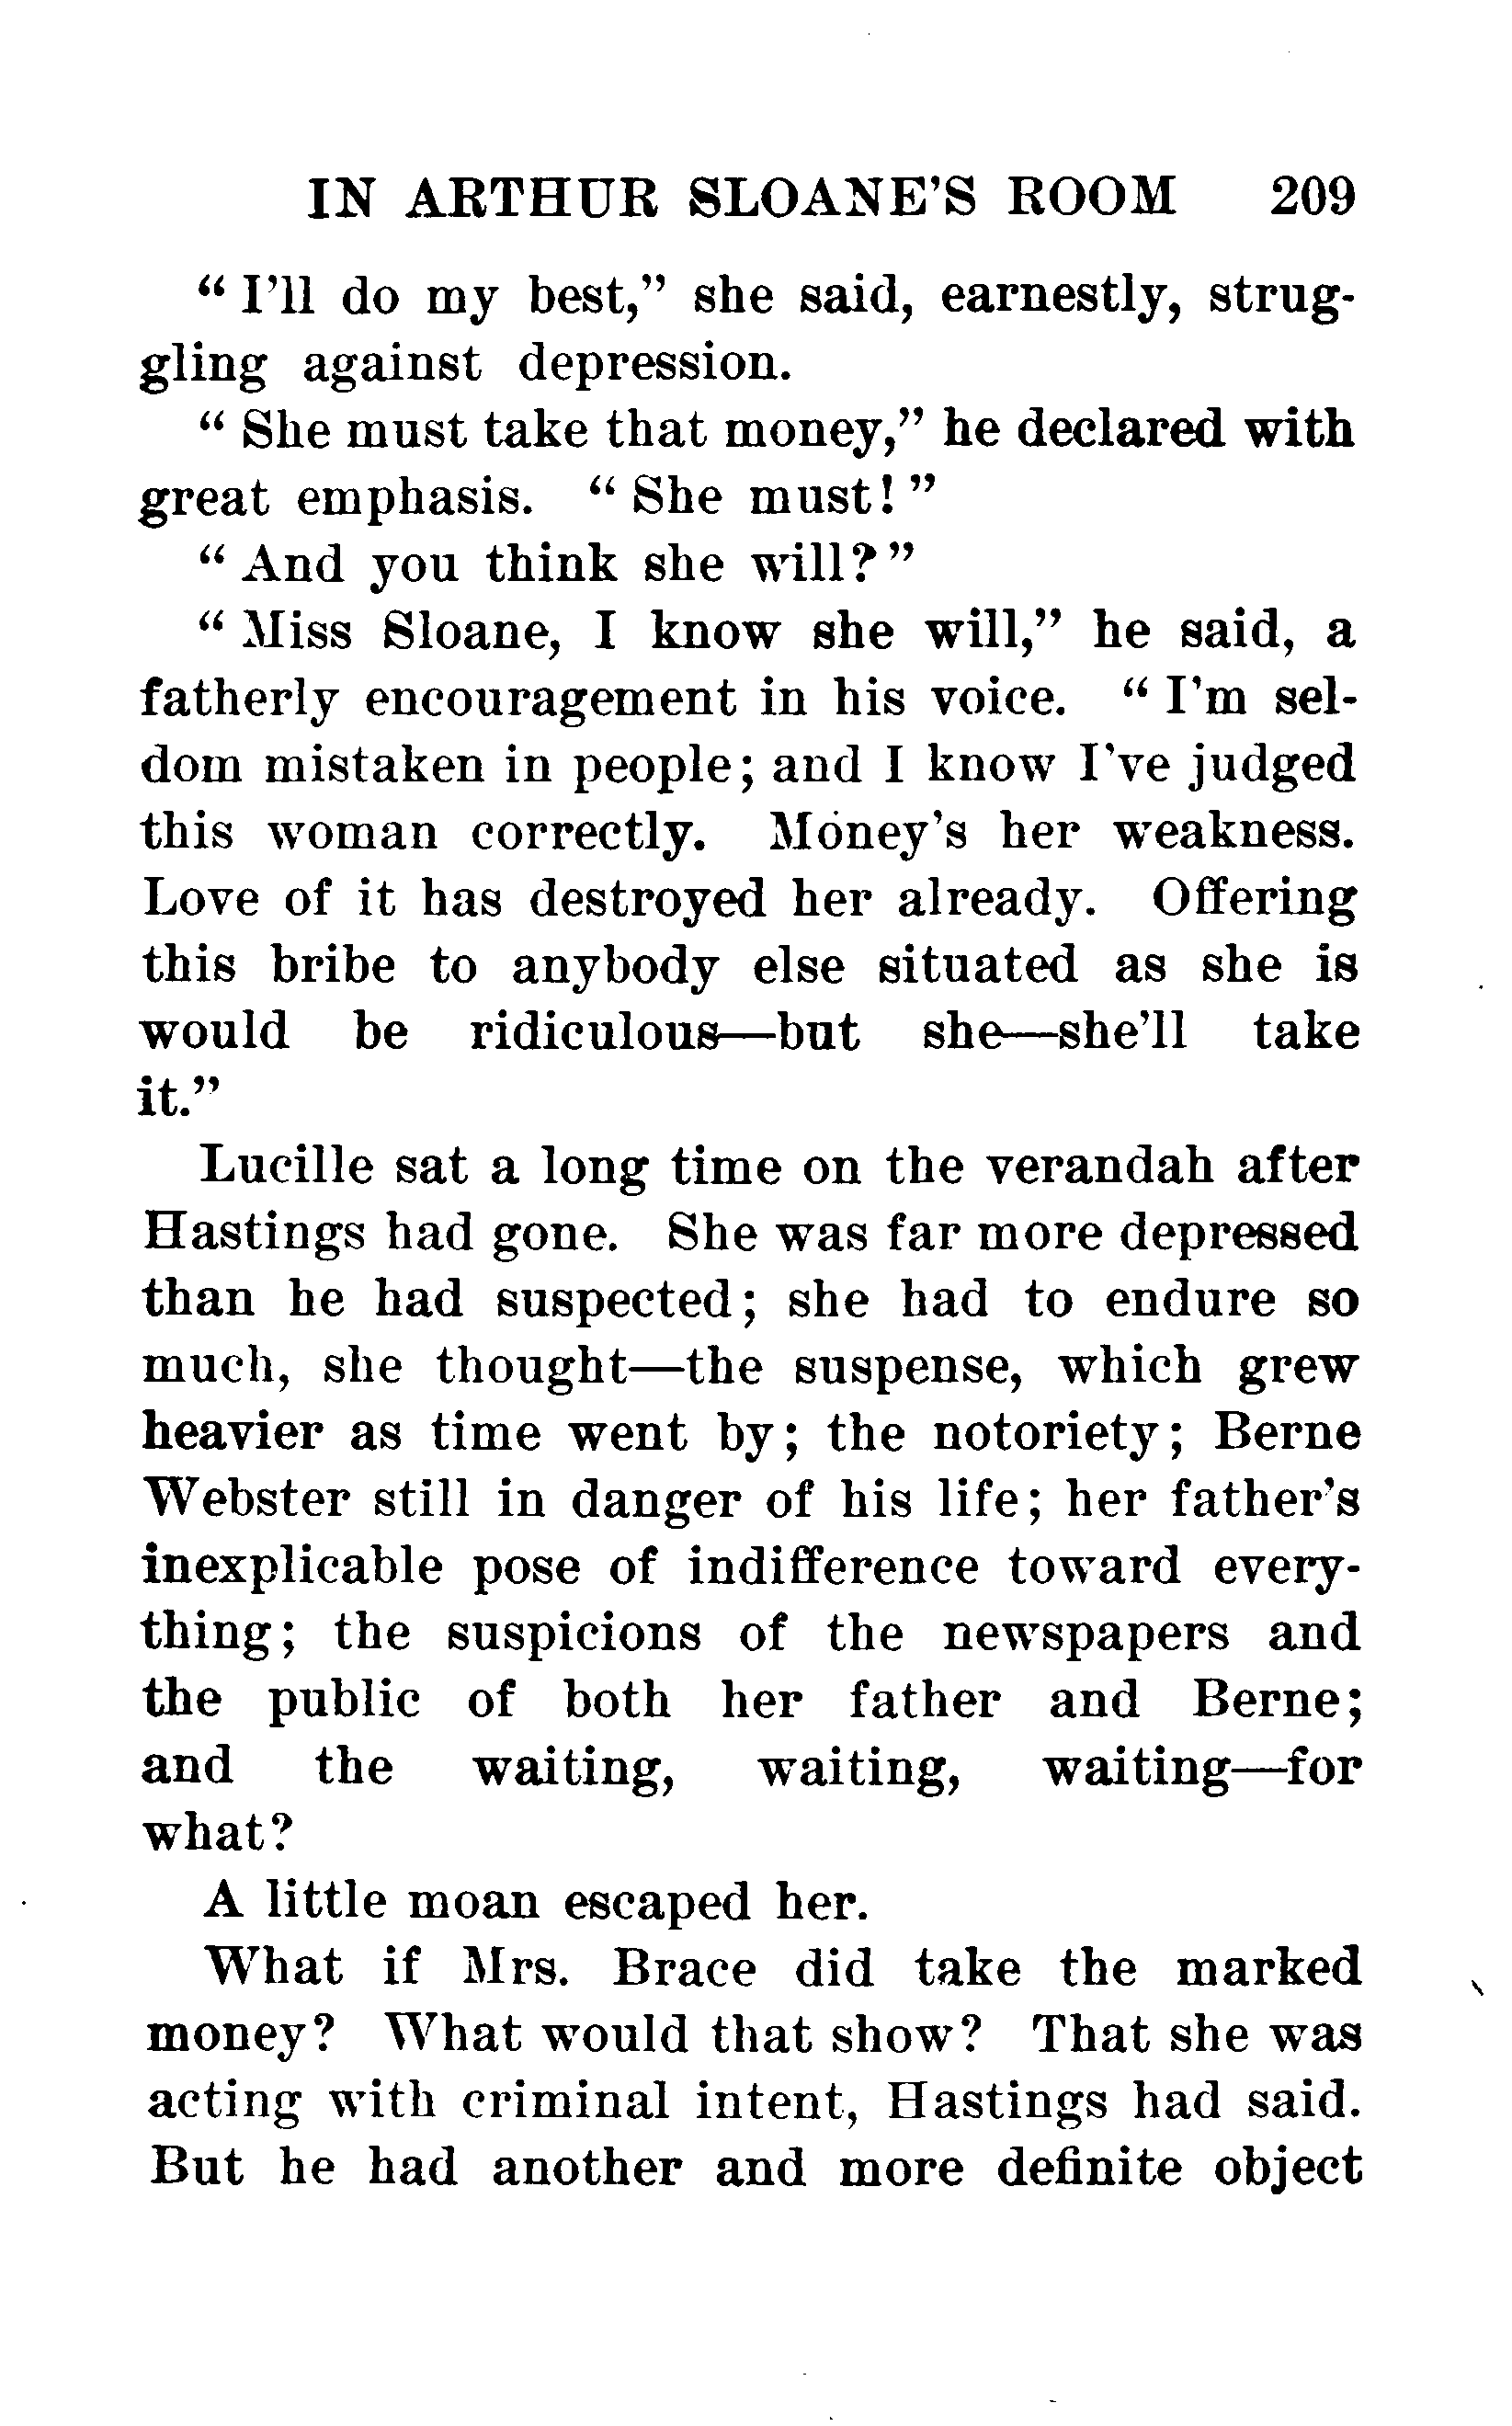 IN ARTHUR SLOANE'S ROOM 209
"I'll do my best," she said, earnestly, strug-
gling against depression.
"She must take that money," he declared with
great emphasis. "She must!"
"And you think she will?"
"Miss Sloane, I know she will," he said, a
fatherly encouragement in his voice. "I'm sel-
dom mistaken in people; and I know I've judged
this woman correctly. Money's her weakness.
Love of it has destroyed her already. Offering
this bribe to anybody else situated as she is
would be ridiculous—but she—she'll take
it."
Lucille sat a long time on the verandah after
Hastings had gone. She was far more depressed
than he had suspected; she had to endure so
much, she thought—the suspense, which grew
heavier as time went by; the notoriety; Berne
Webster still in danger of his life; her father's
inexplicable pose of indifference toward every-
thing; the suspicions of the newspapers and
the public of both her father and Berne;
and the waiting, waiting, waiting—for
what?
A little moan escaped her.
What if Mrs. Brace did take the marked
money? What would that show? That she was
acting with criminal intent, Hastings had said.
But he had another and more definite object